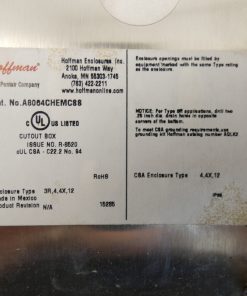 Hoffman
Pentair Company
Hoffman Enclosures Inc.
2100 Hoffman Way
Anoka, MN 55303-1745
(763) 422-2211
www.hoffmanonline.com
Cat. No. A8064CHEMC88
UL US LISTED
CUTOUT BOX
ISSUE NO. R-6620
cUL CSA - C22.2 No. 94
RoHS
Enclosure Type 3R,4,4X,12
Made in Mexico
Product Revision N/A
15285
Enclosure openings must be filled by
equipment marked with the same Type rating
as the enclosure.
NOTICE: For Type 3R applications, drill two
.25 inch dia. drain holes in opposite
corners of the bottom.
To meet CSA grounding requirements, use
grounding kit Hoffman catalog number
CSA Enclosure Type 4,4X,12